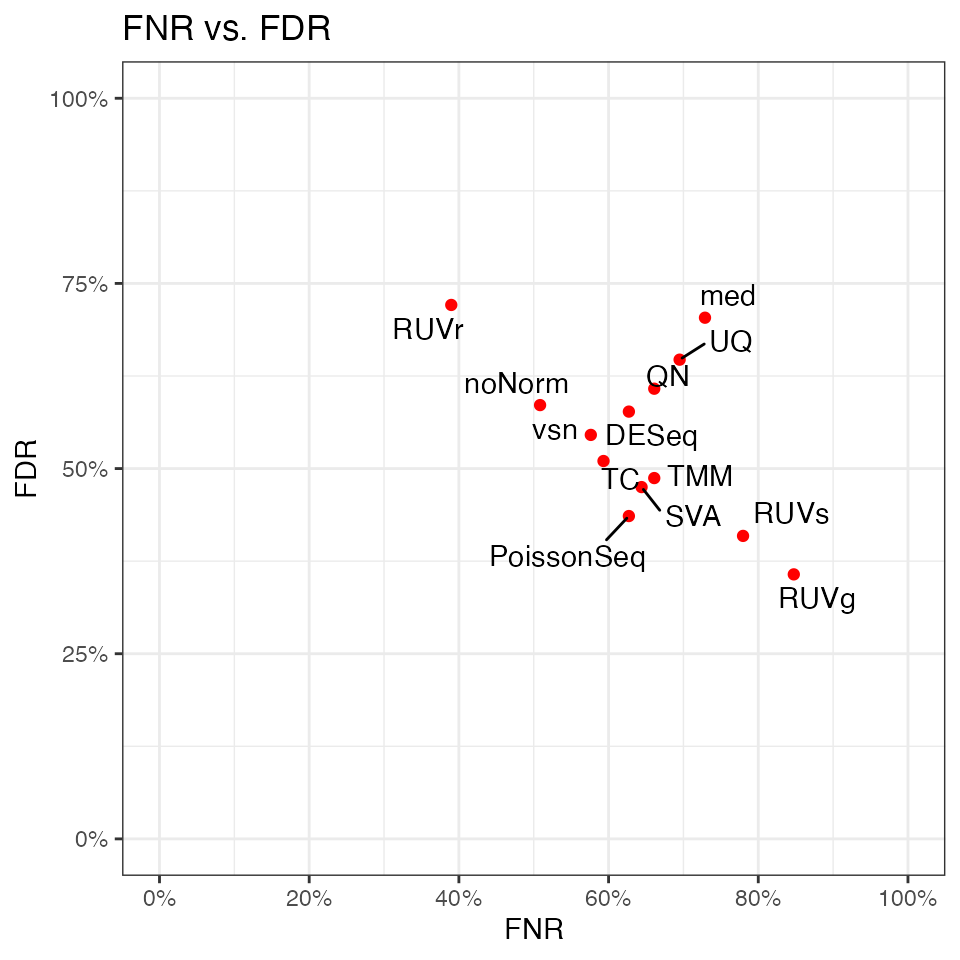 FNR vs. FDR
100%
75%
50%
25%
0%
FDR
med
RUVr
UQ
QN
noNorm
vsn
DESeq
TC
TMM
SVA
RUVs
PoissonSeq
RUVg
0%
20%
40%
60%
80%
100%
FNR